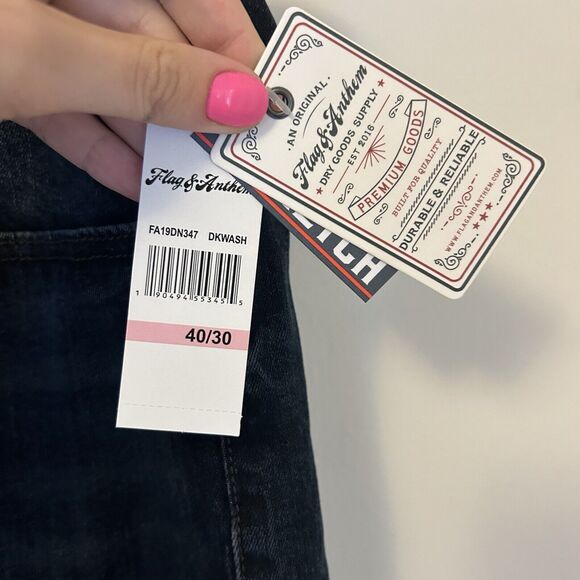 Flag & Anthem
FA19DN347 DKWASH
1 90494 55345 5
40/30
· AN ORIGINAL ·
Flag & Anthem
DRY GOODS SUPPLY
EST 2016
PREMIUM GOODS
BUILT FOR QUALITY
DURABLE & RELIABLE
WWW.FLAGANDANTHEM.COM